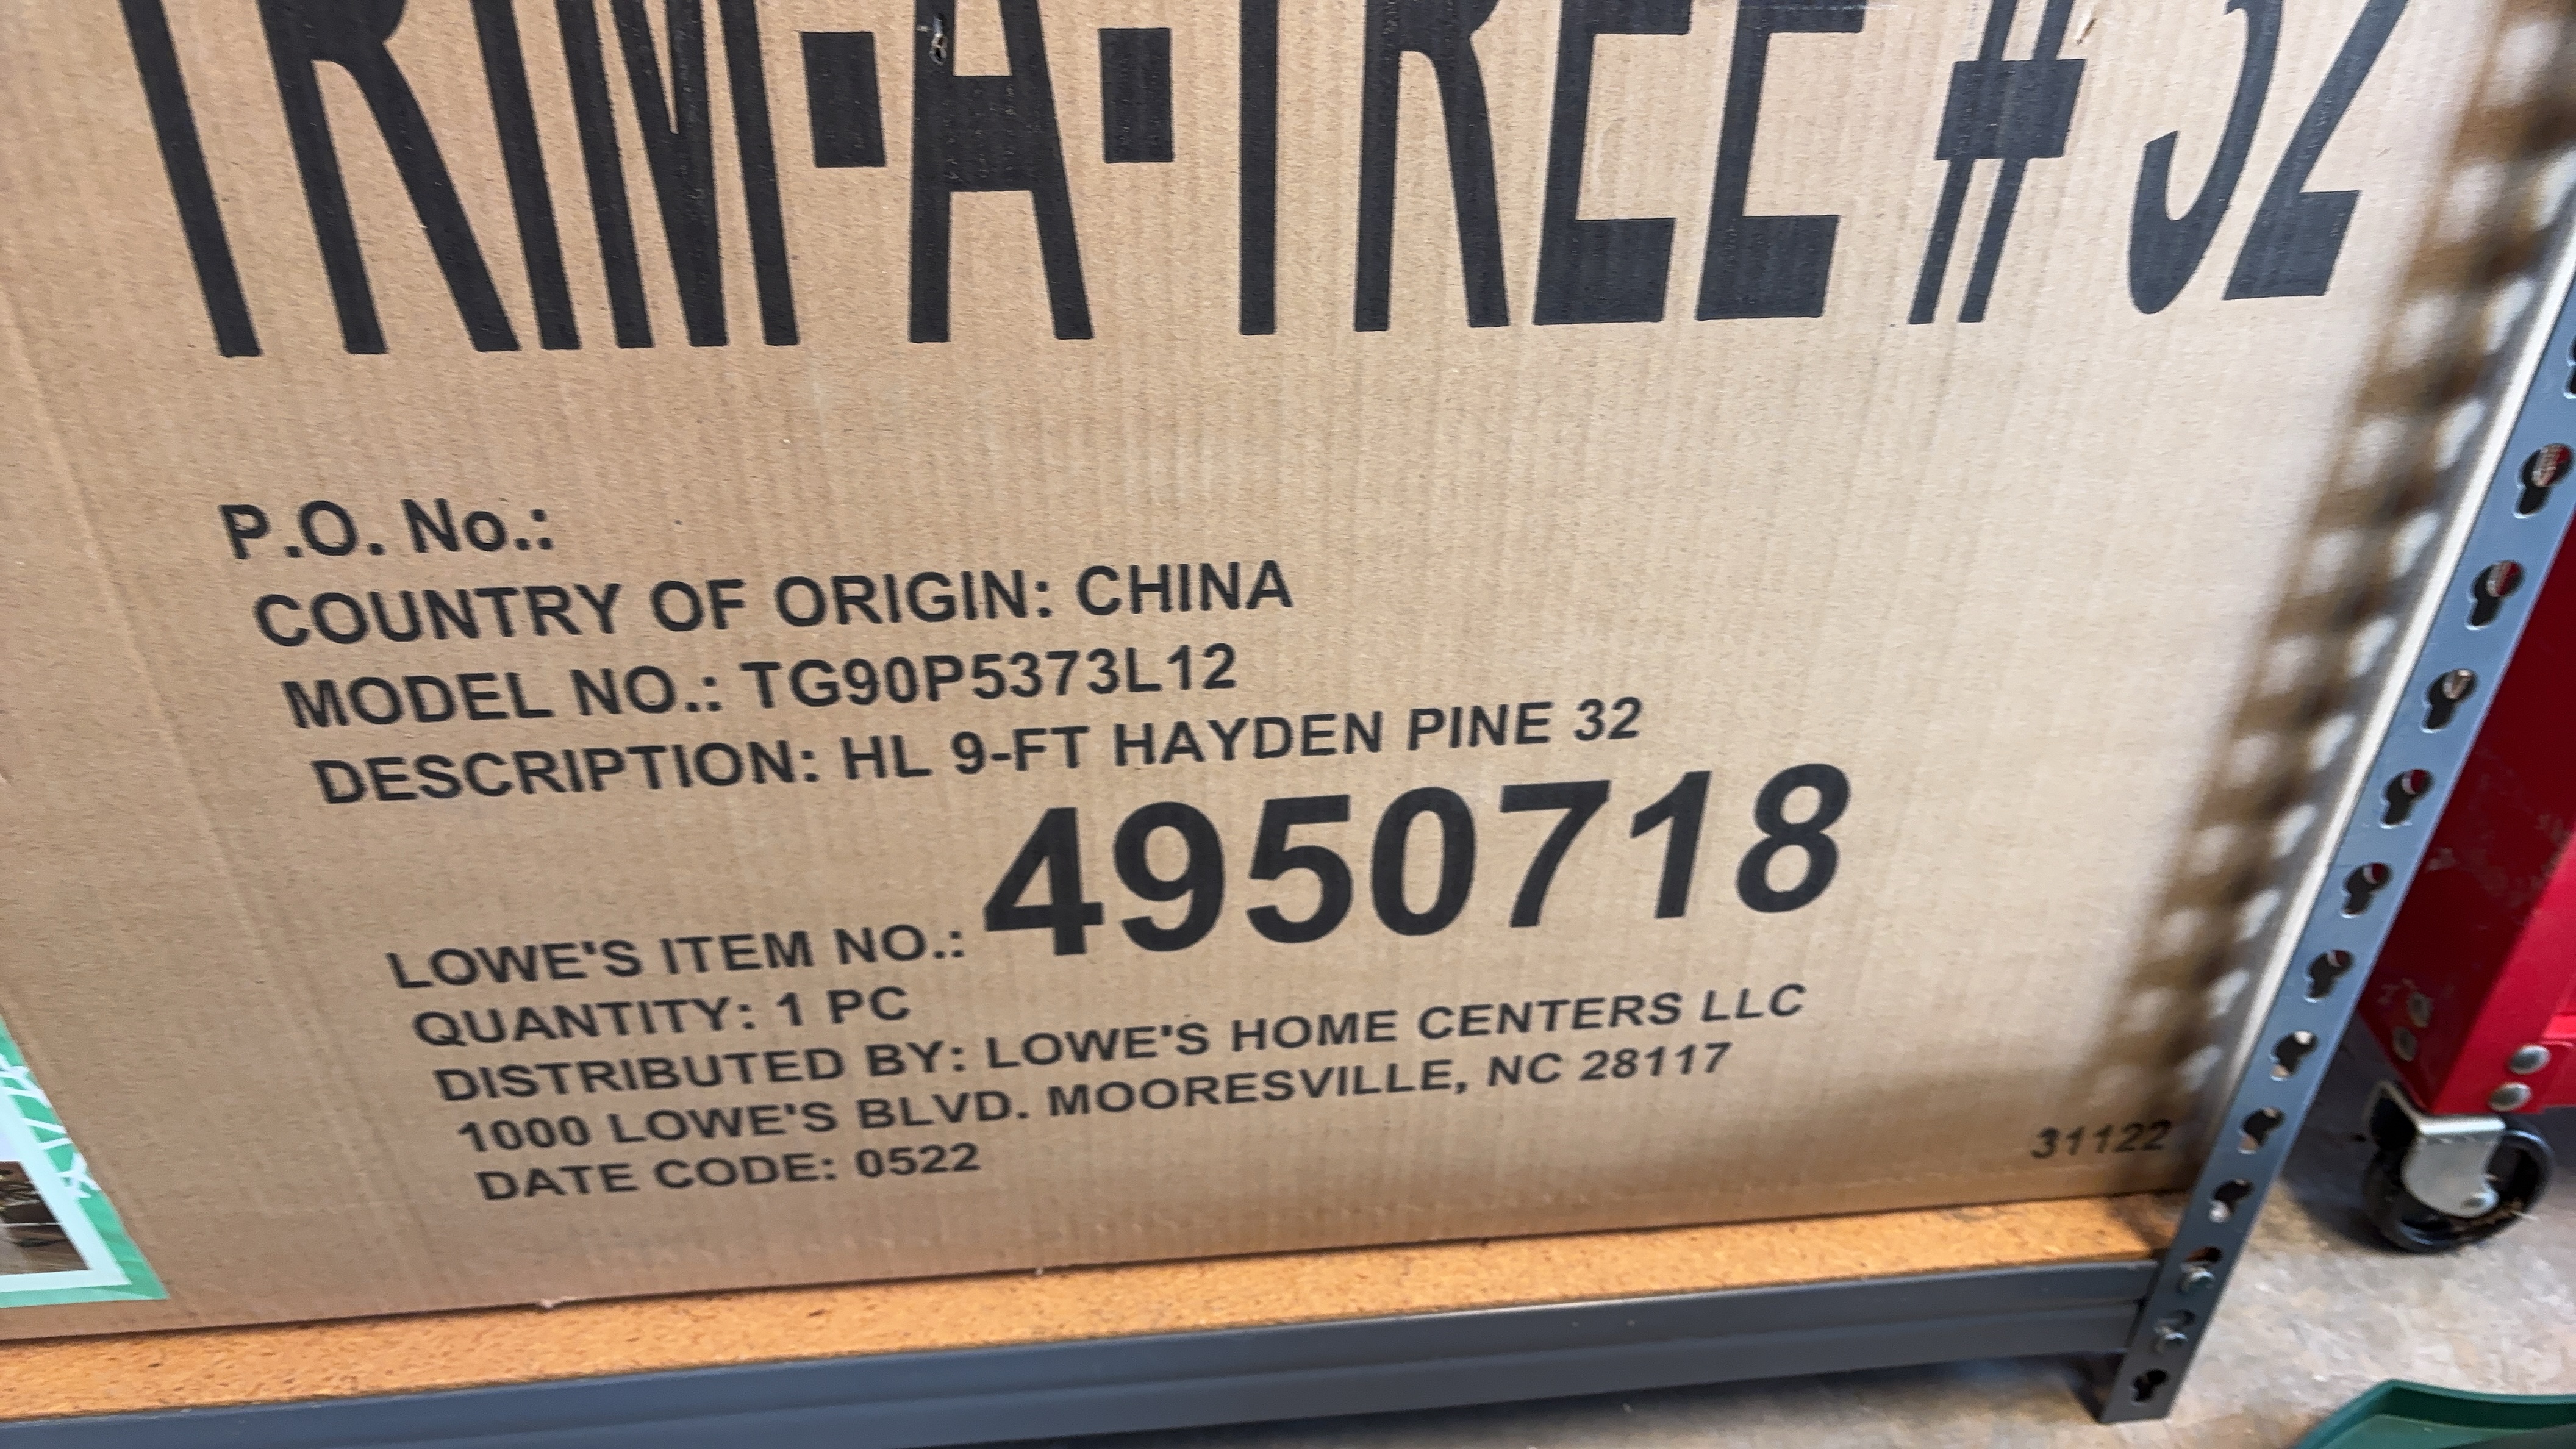 TRIM-A-TREE # 32
P.O. No.:
COUNTRY OF ORIGIN: CHINA
MODEL NO.: TG90P5373L12
DESCRIPTION: HL 9-FT HAYDEN PINE 32
LOWE'S ITEM NO.: 4950718
QUANTITY: 1 PC
DISTRIBUTED BY: LOWE'S HOME CENTERS LLC
1000 LOWE'S BLVD. MOORESVILLE, NC 28117
DATE CODE: 0522
31122